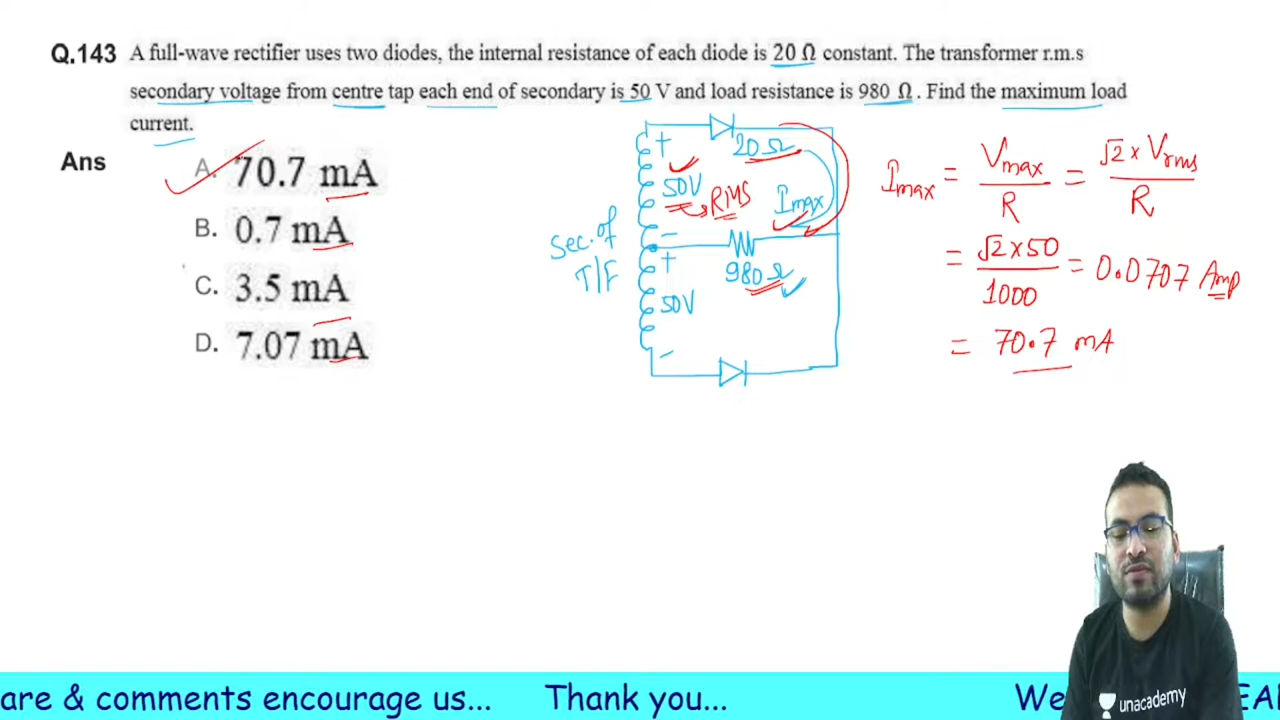 Q.143 A full-wave rectifier uses two diodes, the internal resistance of each diode is 20 Ω constant. The transformer r.m.s
secondary voltage from centre tap each end of secondary is 50 V and load resistance is 980 Ω . Find the maximum load
current.
Ans
A. 70.7 mA
B. 0.7 mA
C. 3.5 mA
D. 7.07 mA
+
20 Ω
50V
RMS
Imax
-
Sec. of
T/F
+
980 Ω
50V
-
Imax = Vmax / R = √2 × Vrms / R
= √2 × 50 / 1000 = 0.0707 Amp
= 70.7 mA
unacademy
are & comments encourage us... Thank you... We EA